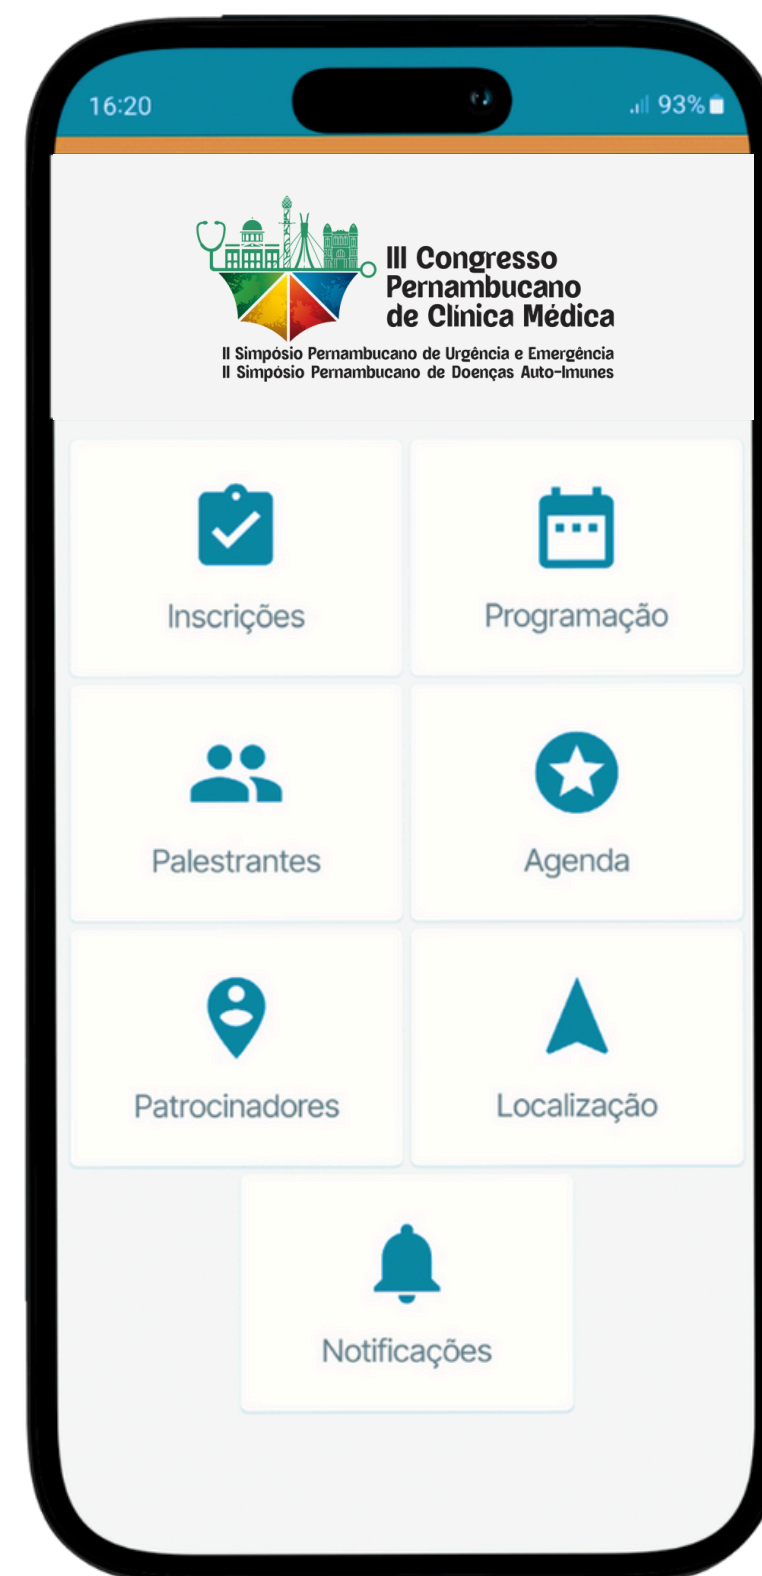 16:20
93%
III Congresso
Pernambucano
de Clínica Médica
II Simpósio Pernambucano de Urgência e Emergência
II Simpósio Pernambucano de Doenças Auto-Imunes
Inscrições
Programação
Palestrantes
Agenda
Patrocinadores
Localização
Notificações